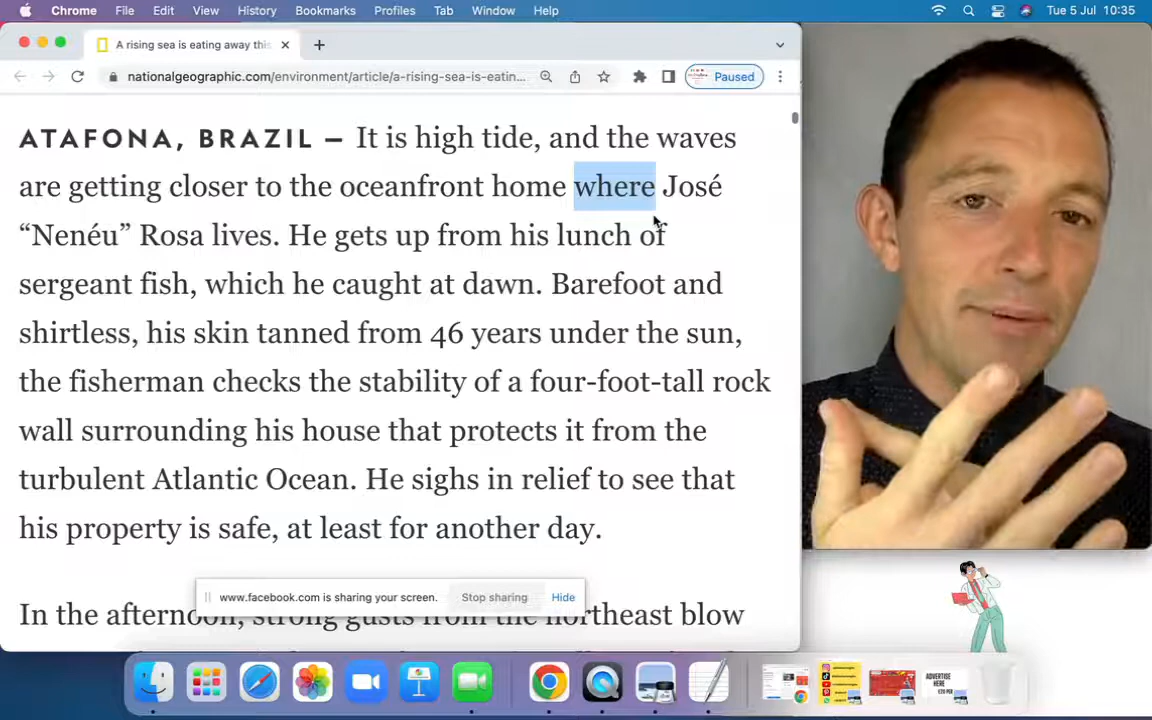 Chrome File Edit View History Bookmarks Profiles Tab Window Help Tue 5 Jul 10:35
A rising sea is eating away this
nationalgeographic.com/environment/article/a-rising-sea-is-eatin... Paused
ATAFONA, BRAZIL — It is high tide, and the waves
are getting closer to the oceanfront home where José
“Nenéu” Rosa lives. He gets up from his lunch of
sergeant fish, which he caught at dawn. Barefoot and
shirtless, his skin tanned from 46 years under the sun,
the fisherman checks the stability of a four-foot-tall rock
wall surrounding his house that protects it from the
turbulent Atlantic Ocean. He sighs in relief to see that
his property is safe, at least for another day.
www.facebook.com is sharing your screen. Stop sharing Hide
In the afternoon, strong gusts from the northeast blow
ADVERTISE
HERE